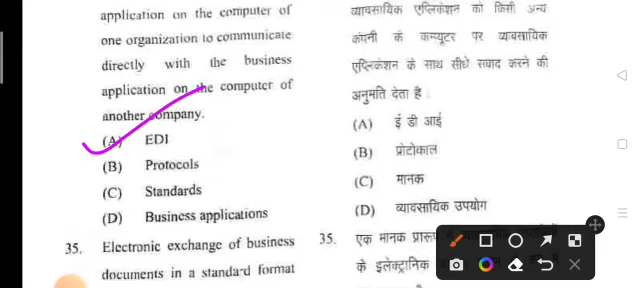 application on the computer of
one organization to communicate
directly with the business
application on the computer of
another company.
(A) EDI
(B) Protocols
(C) Standards
(D) Business applications
35. Electronic exchange of business
documents in a standard format
व्यावसायिक एप्लिकेशन को किसी अन्य
कंपनी के कम्प्यूटर पर व्यावसायिक
एप्लिकेशन के साथ सीधे संवाद करने की
अनुमति देता है :
(A) ई डी आई
(B) प्रोटोकाल
(C) मानक
(D) व्यावसायिक उपयोग
35. एक मानक
के इलेक्ट्रानिक